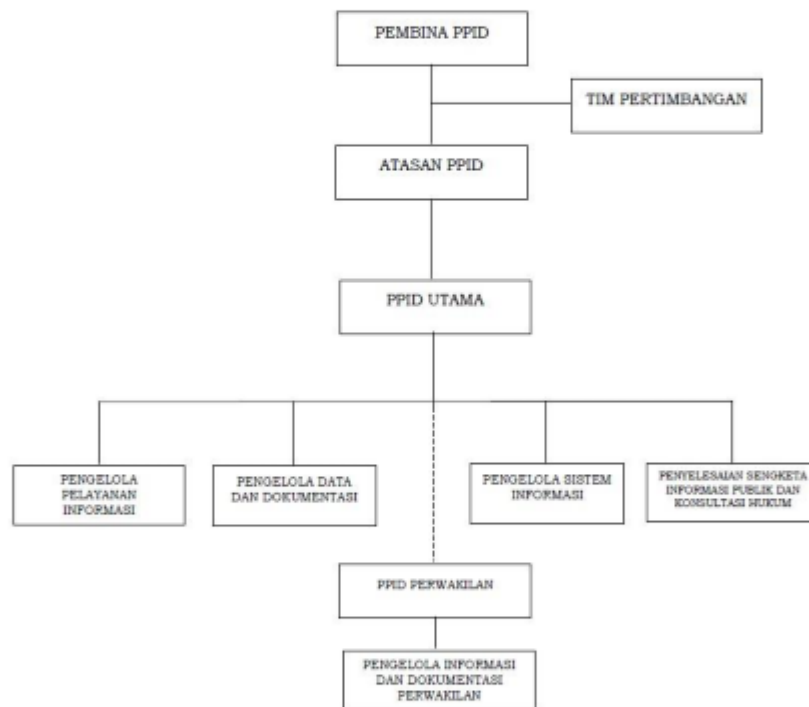 PEMBINA PPID
TIM PERTIMBANGAN
ATASAN PPID
PPID UTAMA
PENGELOLA
PELAYANAN
INFORMASI
PENGELOLA DATA
DAN DOKUMENTASI
PENGELOLA SISTEM
INFORMASI
PENYELESAIAN SENGKETA
INFORMASI PUBLIK DAN
KONSULTASI HUKUM
PPID PERWAKILAN
PENGELOLA INFORMASI
DAN DOKUMENTASI
PERWAKILAN